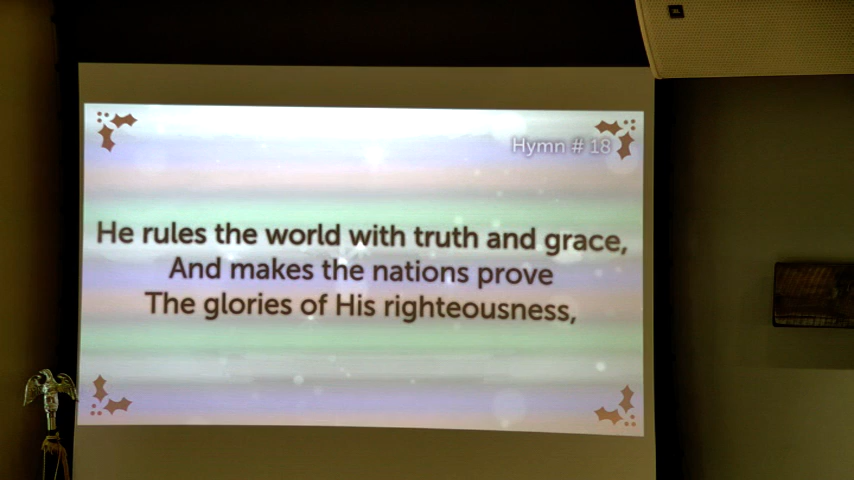 Hymn # 18
He rules the world with truth and grace,
And makes the nations prove
The glories of His righteousness,